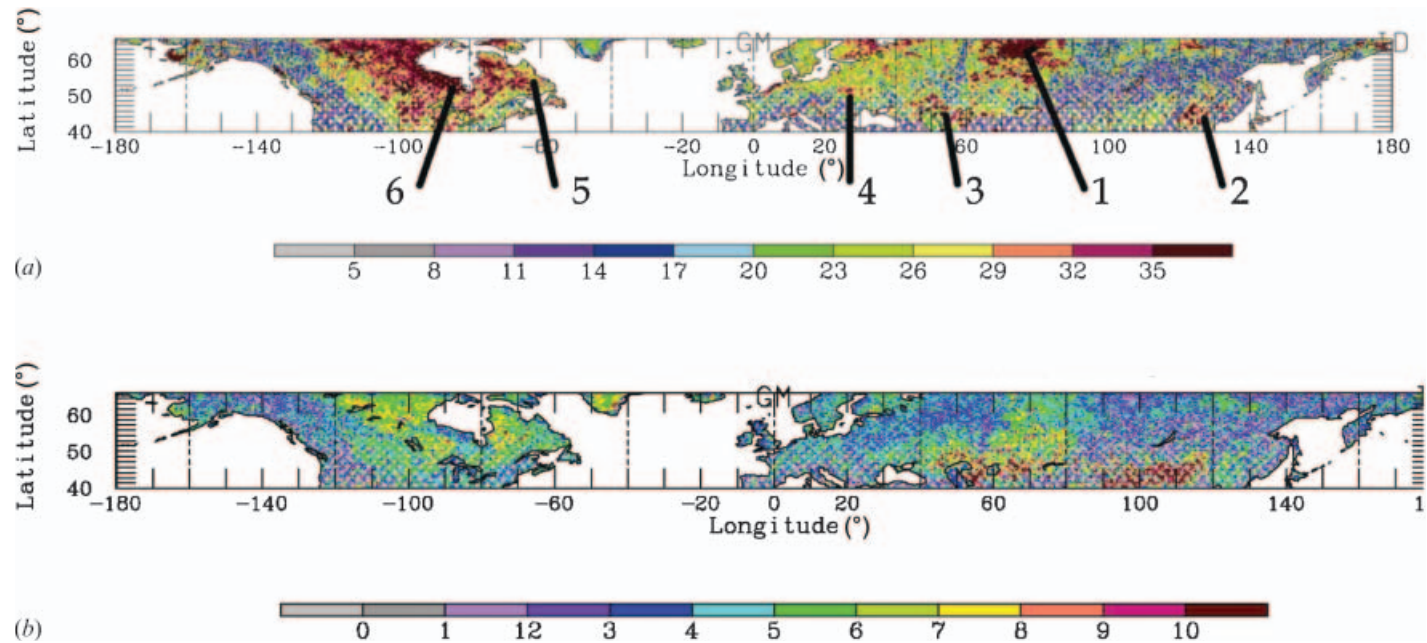 Latitude (°)
60
50
40
GM
ID
-180 -140 -100 -60 -20 0 20 60 100 140 180
Longitude (°)
6 5 4 3 1 2
(a)
5 8 11 14 17 20 23 26 29 32 35
Latitude (°)
60
50
40
GM
-180 -140 -100 -60 -20 0 20 60 100 140 1
Longitude (°)
(b)
0 1 12 3 4 5 6 7 8 9 10